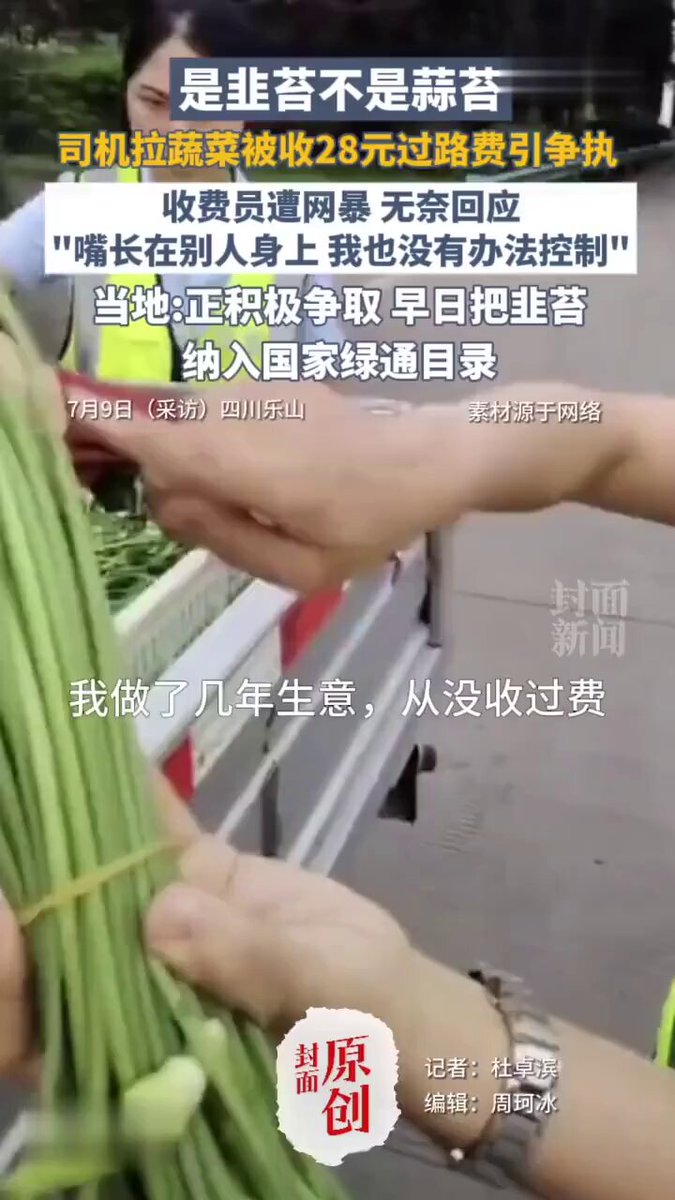 是韭苔不是蒜苔
司机拉蔬菜被收28元过路费引争执
收费员遭网暴 无奈回应
"嘴长在别人身上 我也没有办法控制"
当地:正积极争取 早日把韭苔
纳入国家绿通目录
7月9日（采访）四川乐山
素材源于网络
封面
新闻
我做了几年生意，从没收过费
封面
原创
记者：杜卓滨
编辑：周珂冰